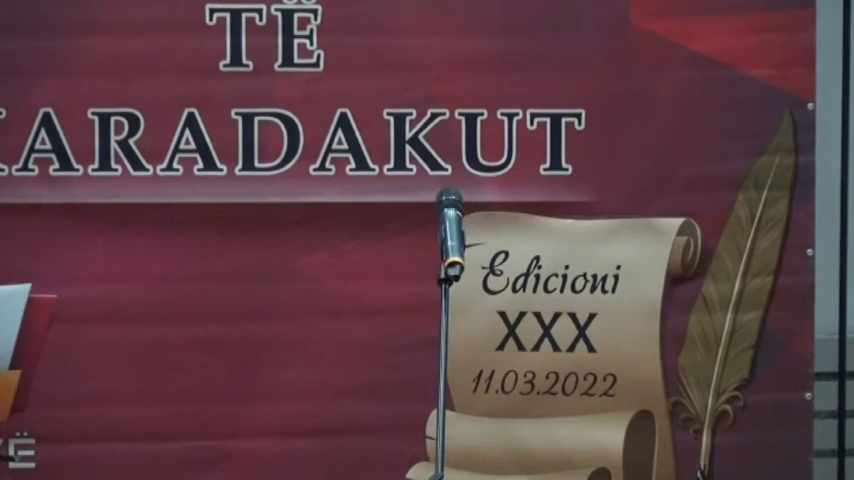 TË
KARADAKUT
Edicioni
XXX
11.03.2022